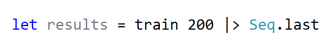 let results = train 200 |> Seq.last